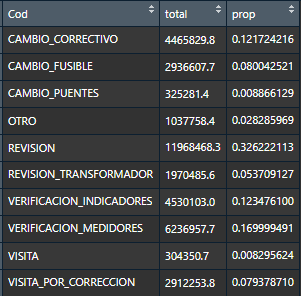 Cod total prop
CAMBIO_CORRECTIVO 4465829.8 0.121724216
CAMBIO_FUSIBLE 2936607.7 0.080042521
CAMBIO_PUENTES 325281.4 0.008866129
OTRO 1037758.4 0.028285969
REVISION 11968468.3 0.326222113
REVISION_TRANSFORMADOR 1970485.6 0.053709127
VERIFICACION_INDICADORES 4530103.0 0.123476100
VERIFICACION_MEDIDORES 6236957.7 0.169999491
VISITA 304350.7 0.008295624
VISITA_POR_CORRECCION 2912253.8 0.079378710